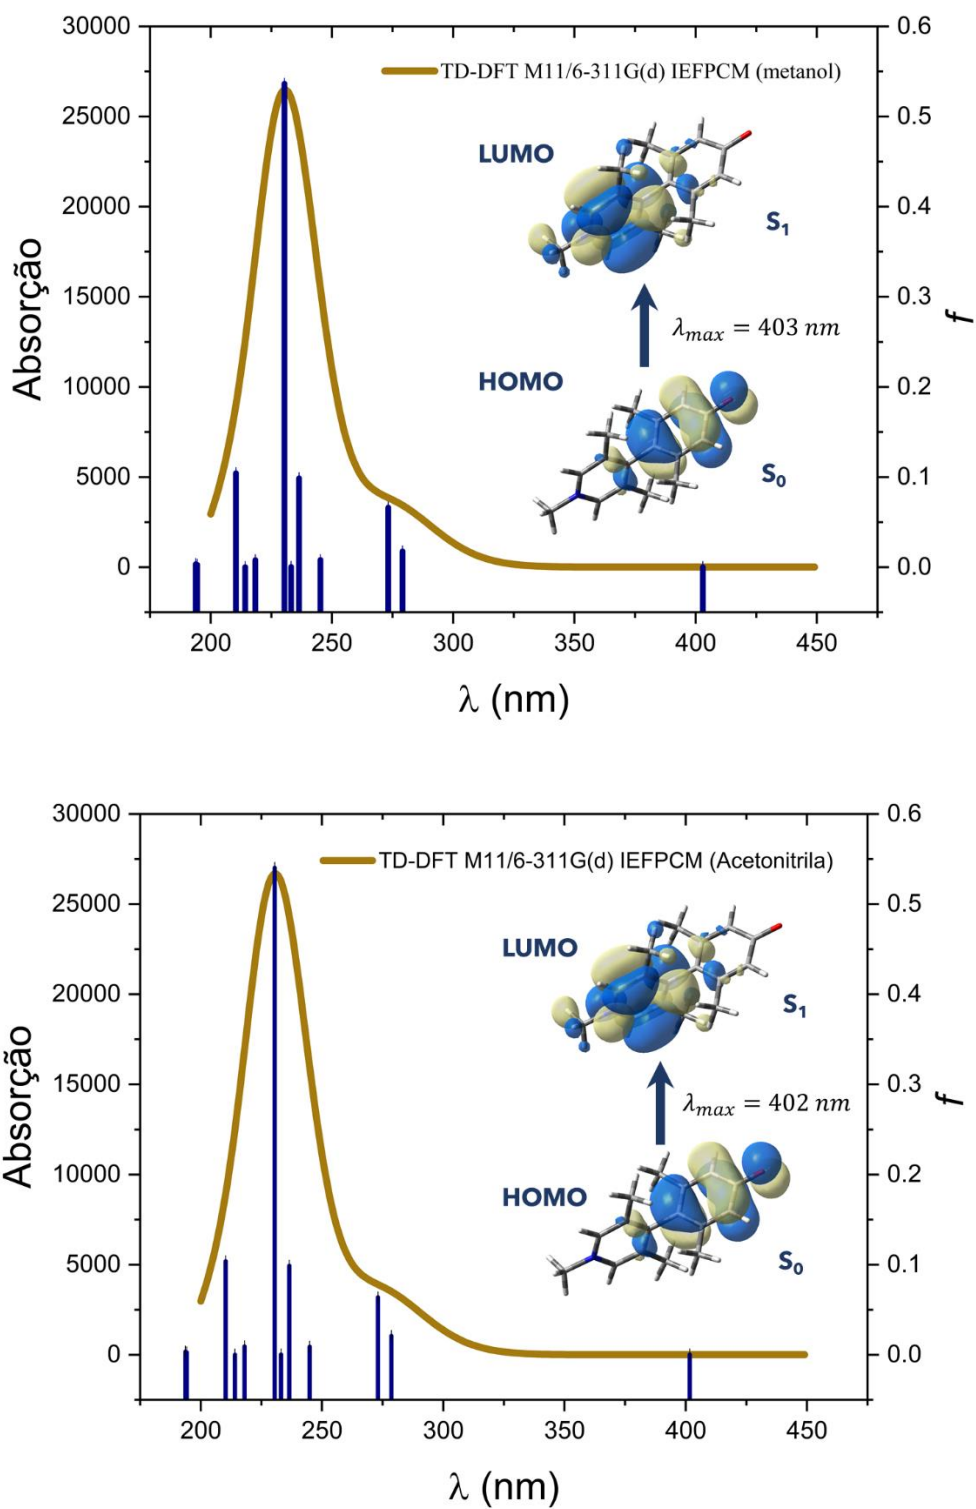 30000
25000
20000
15000
10000
5000
0
Absorção
0.6
0.5
0.4
0.3
0.2
0.1
0.0
f
TD-DFT M11/6-311G(d) IEFPCM (metanol)
LUMO
S₁
λmax = 403 nm
HOMO
S₀
200 250 300 350 400 450
λ (nm)
30000
25000
20000
15000
10000
5000
0
Absorção
0.6
0.5
0.4
0.3
0.2
0.1
0.0
f
TD-DFT M11/6-311G(d) IEFPCM (Acetonitrila)
LUMO
S₁
λmax = 402 nm
HOMO
S₀
200 250 300 350 400 450
λ (nm)